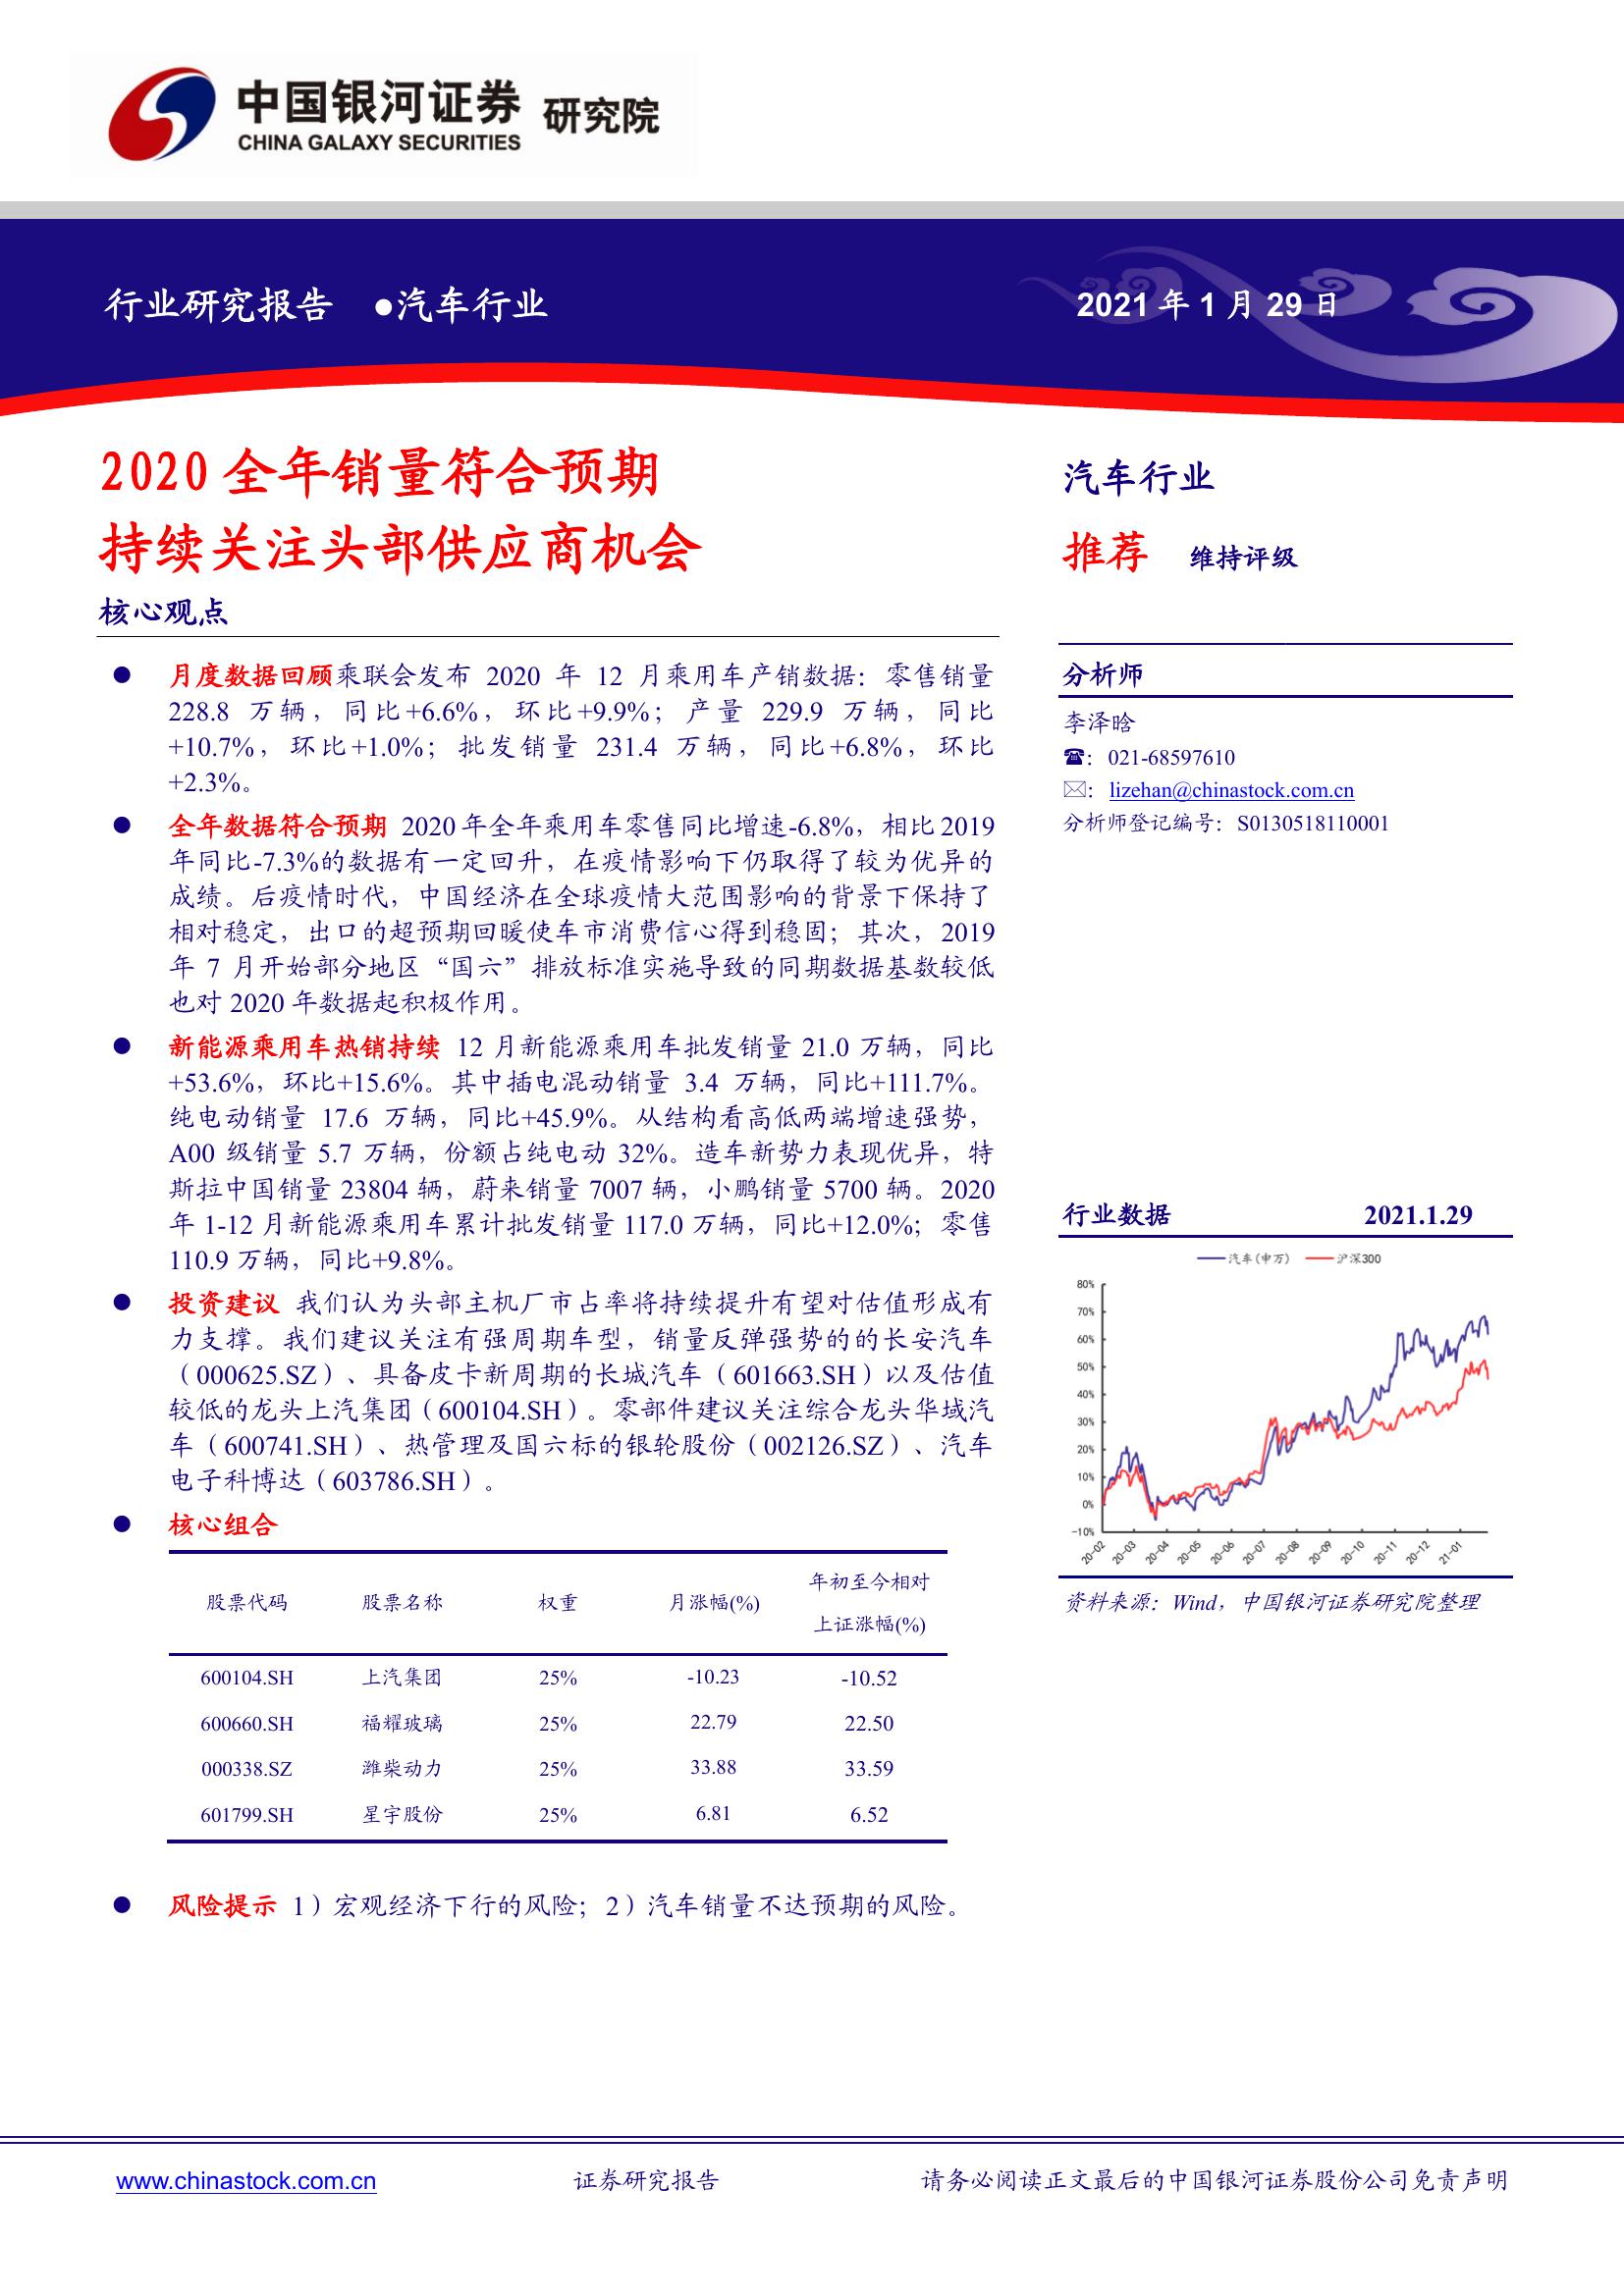 中国银河证券 研究院
CHINA GALAXY SECURITIES
行业研究报告 ●汽车行业
2021 年 1 月 29 日
2020 全年销量符合预期
持续关注头部供应商机会
核心观点
● 月度数据回顾乘联会发布 2020 年 12 月乘用车产销数据：零售销量
228.8 万辆，同比+6.6%，环比+9.9%；产量 229.9 万辆，同比
+10.7%，环比+1.0%；批发销量 231.4 万辆，同比+6.8%，环比
+2.3%。
● 全年数据符合预期 2020 年全年乘用车零售同比增速-6.8%，相比 2019
年同比-7.3%的数据有一定回升，在疫情影响下仍取得了较为优异的
成绩。后疫情时代，中国经济在全球疫情大范围影响的背景下保持了
相对稳定，出口的超预期回暖使车市消费信心得到稳固；其次，2019
年 7 月开始部分地区“国六”排放标准实施导致的同期数据基数较低
也对 2020 年数据起积极作用。
● 新能源乘用车热销持续 12 月新能源乘用车批发销量 21.0 万辆，同比
+53.6%，环比+15.6%。其中插电混动销量 3.4 万辆，同比+111.7%。
纯电动销量 17.6 万辆，同比+45.9%。从结构看高低两端增速强势，
A00 级销量 5.7 万辆，份额占纯电动 32%。造车新势力表现优异，特
斯拉中国销量 23804 辆，蔚来销量 7007 辆，小鹏销量 5700 辆。2020
年 1-12 月新能源乘用车累计批发销量 117.0 万辆，同比+12.0%；零售
110.9 万辆，同比+9.8%。
● 投资建议 我们认为头部主机厂市占率将持续提升有望对估值形成有
力支撑。我们建议关注有强周期车型，销量反弹强势的的长安汽车
（000625.SZ）、具备皮卡新周期的长城汽车（601663.SH）以及估值
较低的龙头上汽集团（600104.SH）。零部件建议关注综合龙头华域汽
车（600741.SH）、热管理及国六标的银轮股份（002126.SZ）、汽车
电子科博达（603786.SH）。
● 核心组合
股票代码 股票名称 权重 月涨幅(%) 年初至今相对
上证涨幅(%)
600104.SH 上汽集团 25% -10.23 -10.52
600660.SH 福耀玻璃 25% 22.79 22.50
000338.SZ 潍柴动力 25% 33.88 33.59
601799.SH 星宇股份 25% 6.81 6.52
● 风险提示 1）宏观经济下行的风险；2）汽车销量不达预期的风险。
汽车行业
推荐 维持评级
分析师
李泽晗
☎：021-68597610
✉：lizehan@chinastock.com.cn
分析师登记编号：S0130518110001
行业数据 2021.1.29
汽车(申万) 沪深300
80%
70%
60%
50%
40%
30%
20%
10%
0%
-10%
20-02 20-03 20-04 20-05 20-06 20-07 20-08 20-09 20-10 20-11 20-12 21-01
资料来源：Wind，中国银河证券研究院整理
www.chinastock.com.cn 证券研究报告 请务必阅读正文最后的中国银河证券股份公司免责声明